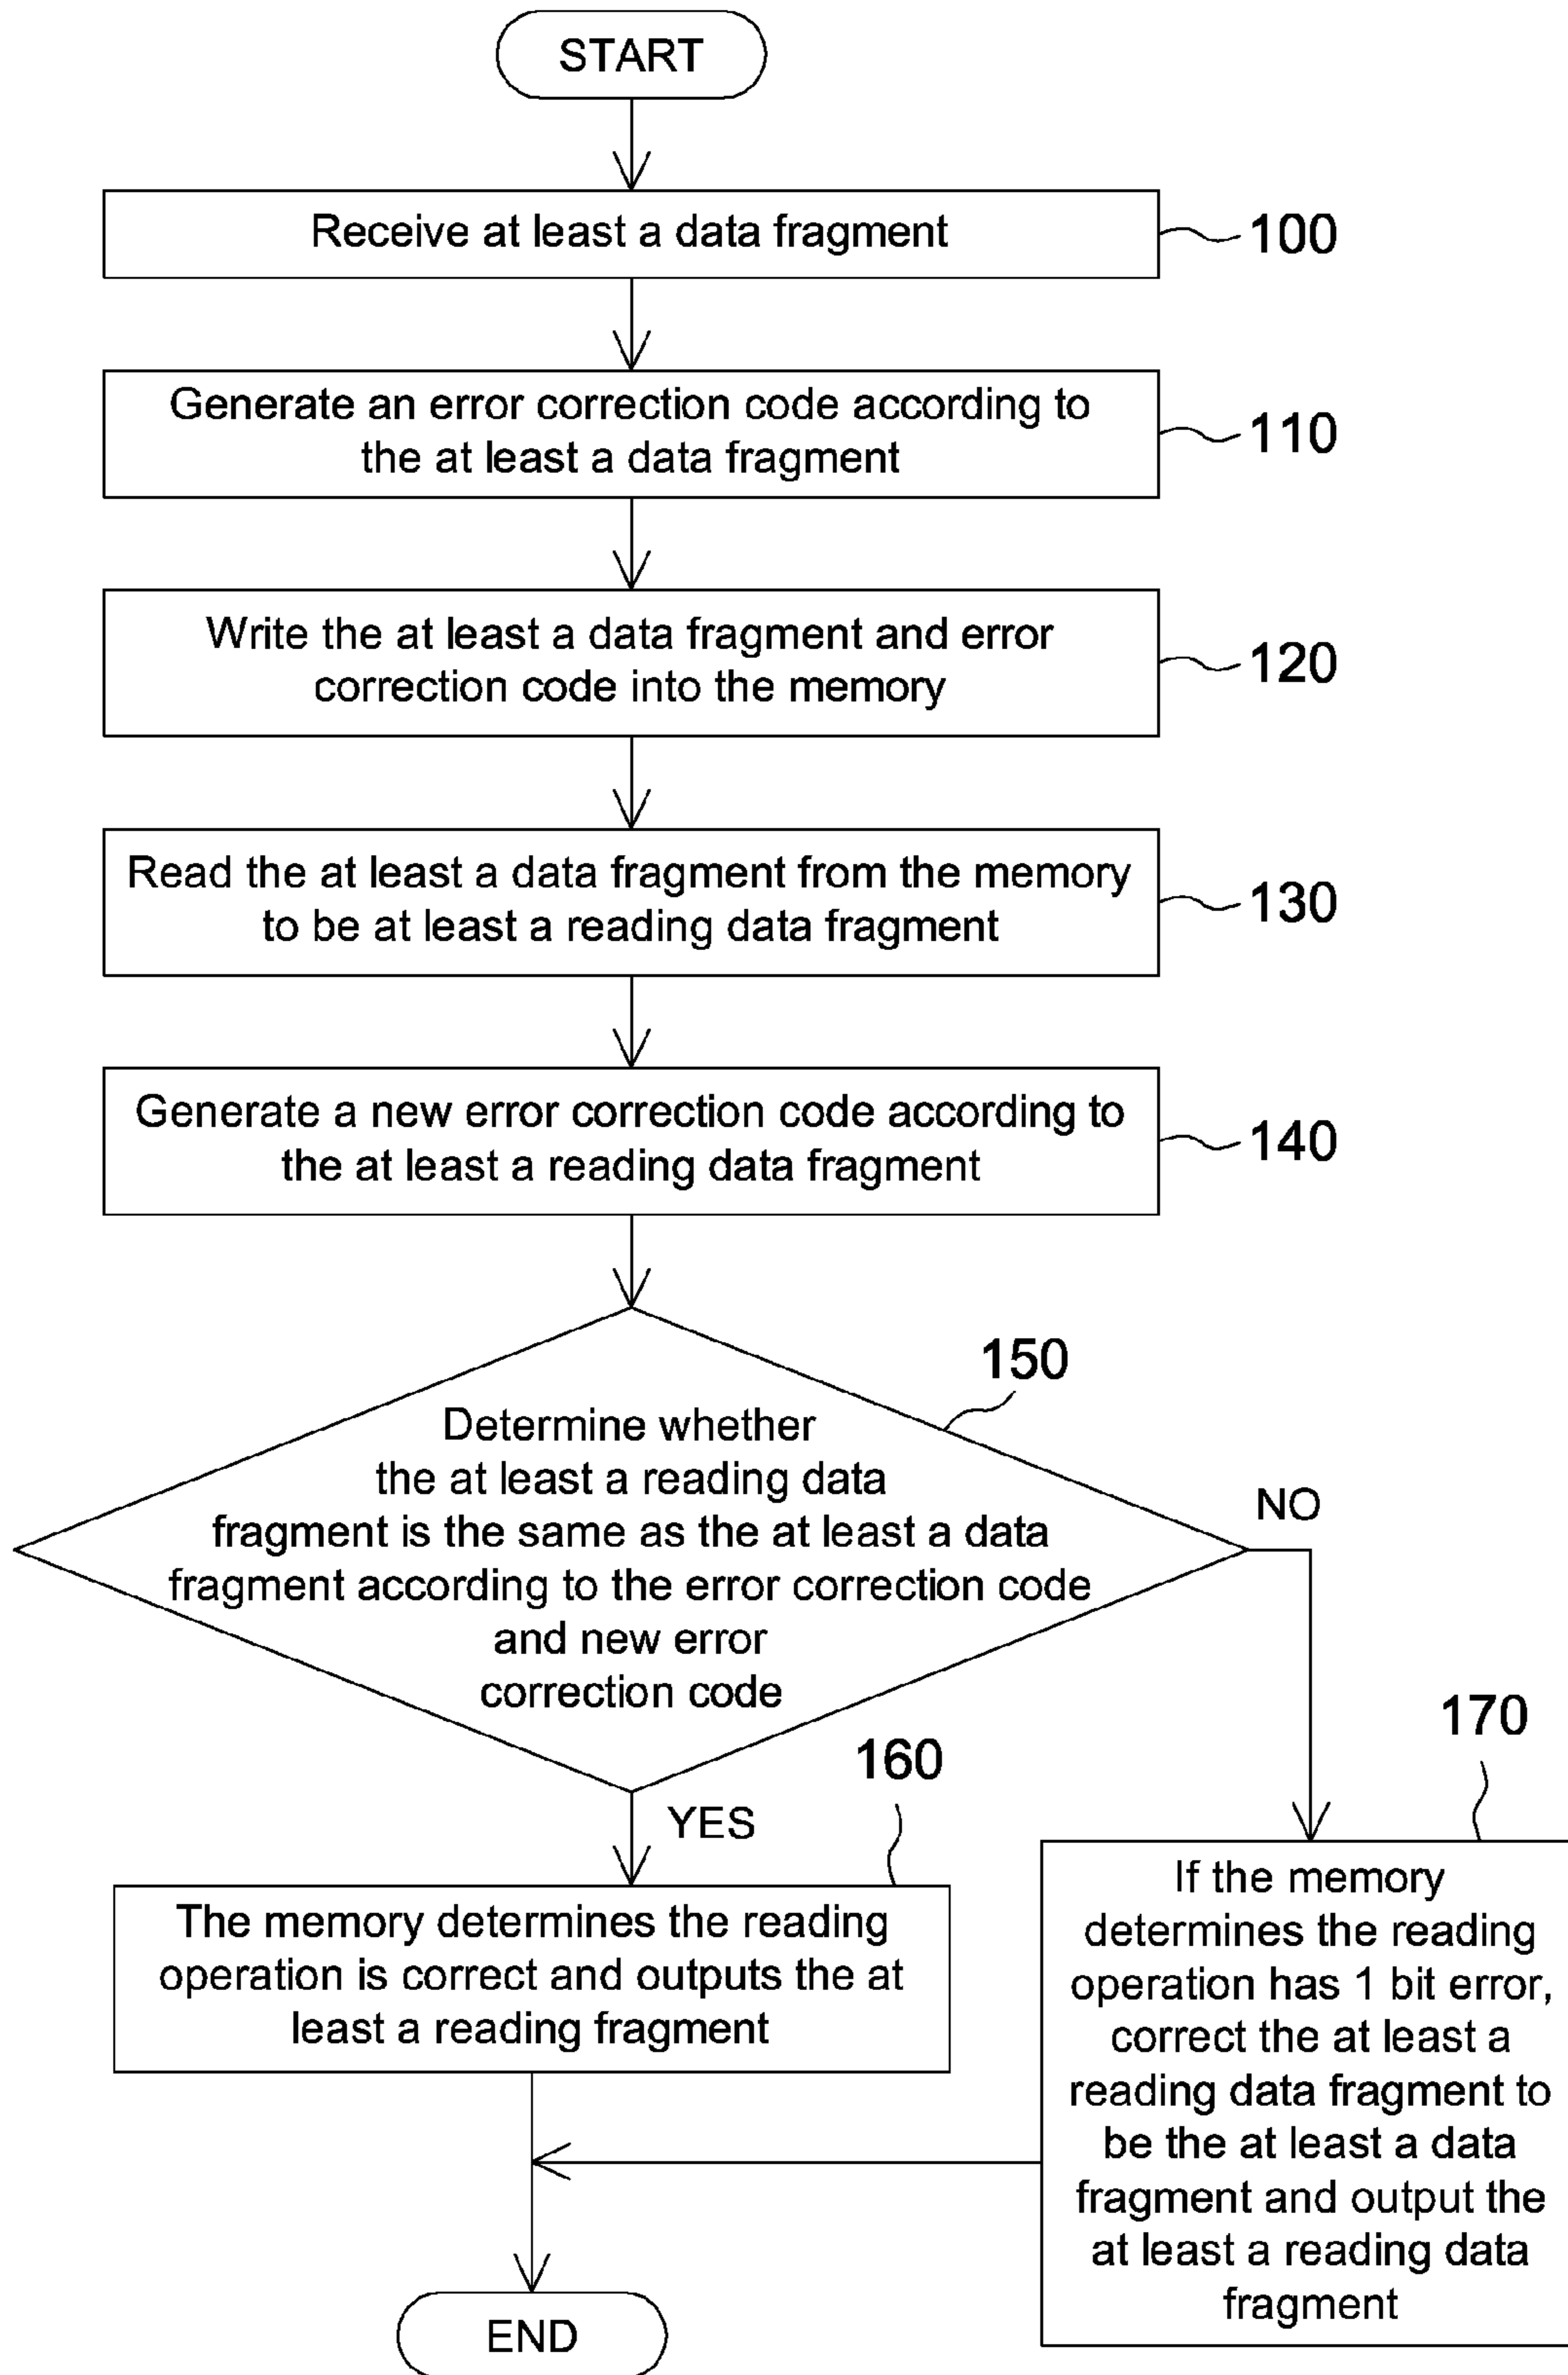 START
Receive at least a data fragment
100
Generate an error correction code according to
the at least a data fragment
110
Write the at least a data fragment and error
correction code into the memory
120
Read the at least a data fragment from the memory
to be at least a reading data fragment
130
Generate a new error correction code according to
the at least a reading data fragment
140
150
Determine whether
the at least a reading data
fragment is the same as the at least a data
fragment according to the error correction code
and new error
correction code
NO
YES
160
The memory determines the reading
operation is correct and outputs the at
least a reading fragment
170
If the memory
determines the reading
operation has 1 bit error,
correct the at least a
reading data fragment to
be the at least a data
fragment and output the
at least a reading data
fragment
END